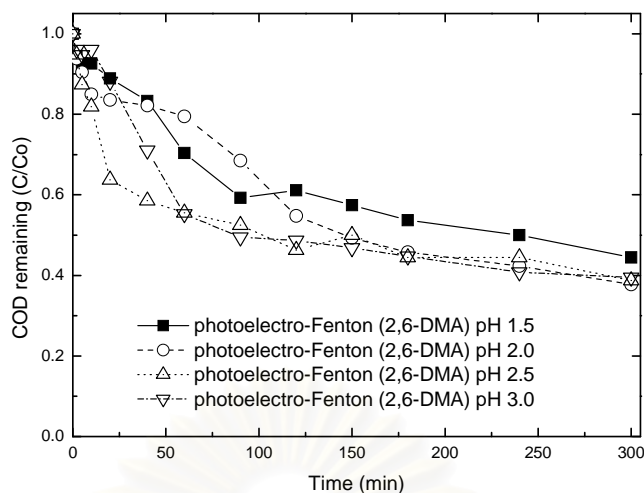 1.0
0.8
0.6
0.4
0.2
0.0
COD remaining (C/Co)
photoelectro-Fenton (2,6-DMA) pH 1.5
photoelectro-Fenton (2,6-DMA) pH 2.0
photoelectro-Fenton (2,6-DMA) pH 2.5
photoelectro-Fenton (2,6-DMA) pH 3.0
0 50 100 150 200 250 300
Time (min)